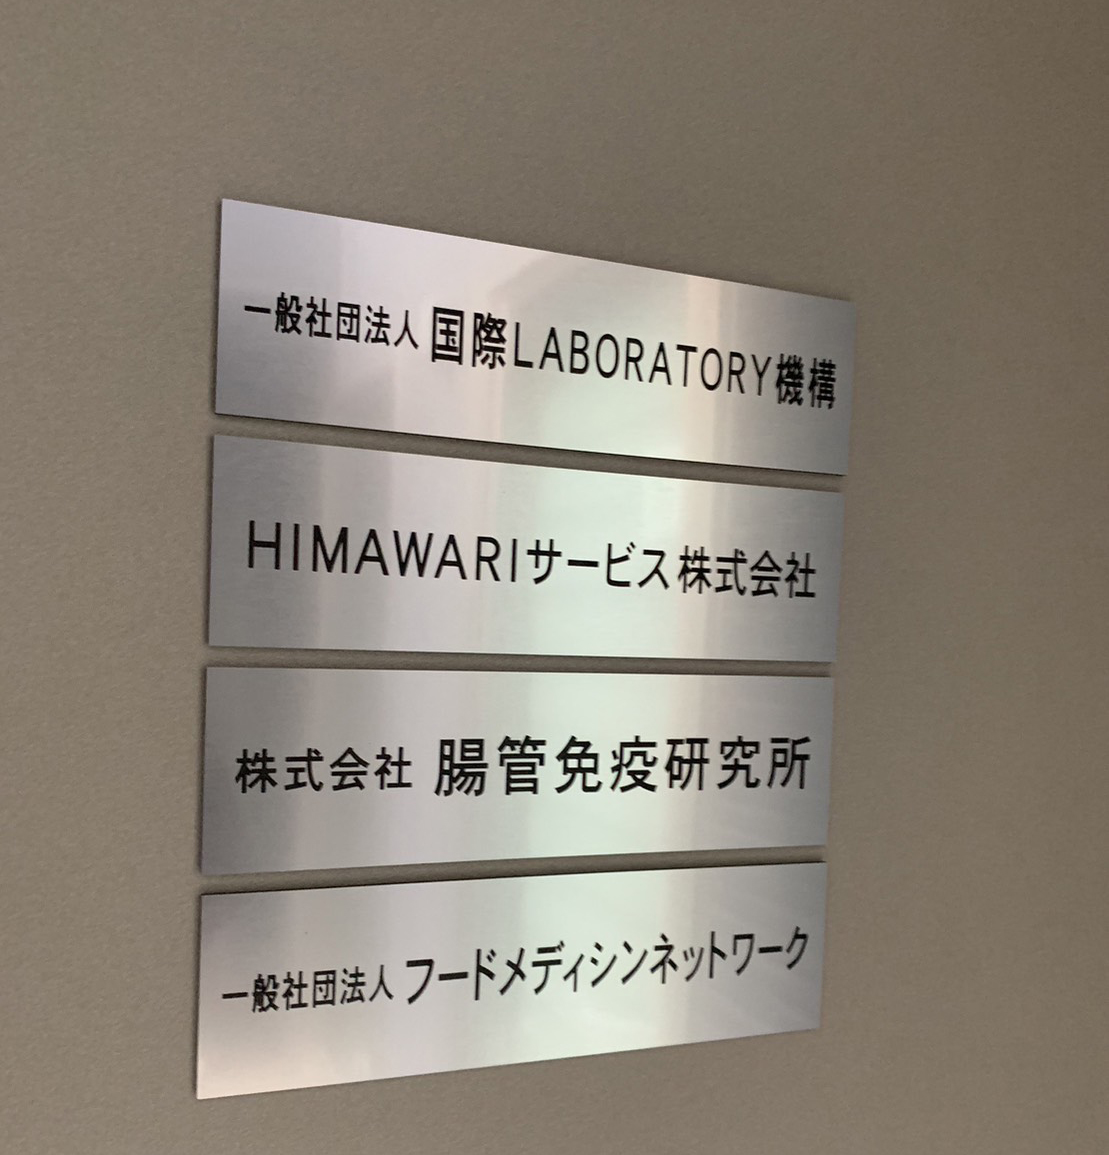 一般社団法人 国際LABORATORY機構
HIMAWARIサービス株式会社
株式会社 腸管免疫研究所
一般社団法人 フードメディシンネットワーク